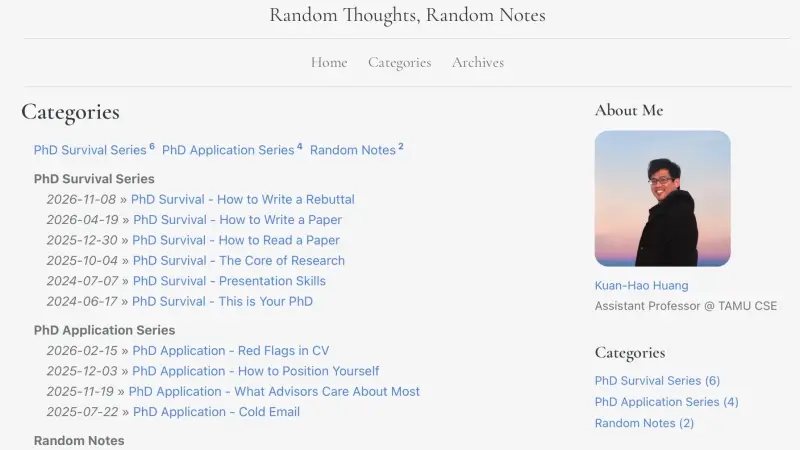 Random Thoughts, Random Notes
Home Categories Archives
Categories
PhD Survival Series 6 PhD Application Series 4 Random Notes 2
PhD Survival Series
2026-11-08 » PhD Survival - How to Write a Rebuttal
2026-04-19 » PhD Survival - How to Write a Paper
2025-12-30 » PhD Survival - How to Read a Paper
2025-10-04 » PhD Survival - The Core of Research
2024-07-07 » PhD Survival - Presentation Skills
2024-06-17 » PhD Survival - This is Your PhD
PhD Application Series
2026-02-15 » PhD Application - Red Flags in CV
2025-12-03 » PhD Application - How to Position Yourself
2025-11-19 » PhD Application - What Advisors Care About Most
2025-07-22 » PhD Application - Cold Email
Random Notes
About Me
Kuan-Hao Huang
Assistant Professor @ TAMU CSE
Categories
PhD Survival Series (6)
PhD Application Series (4)
Random Notes (2)